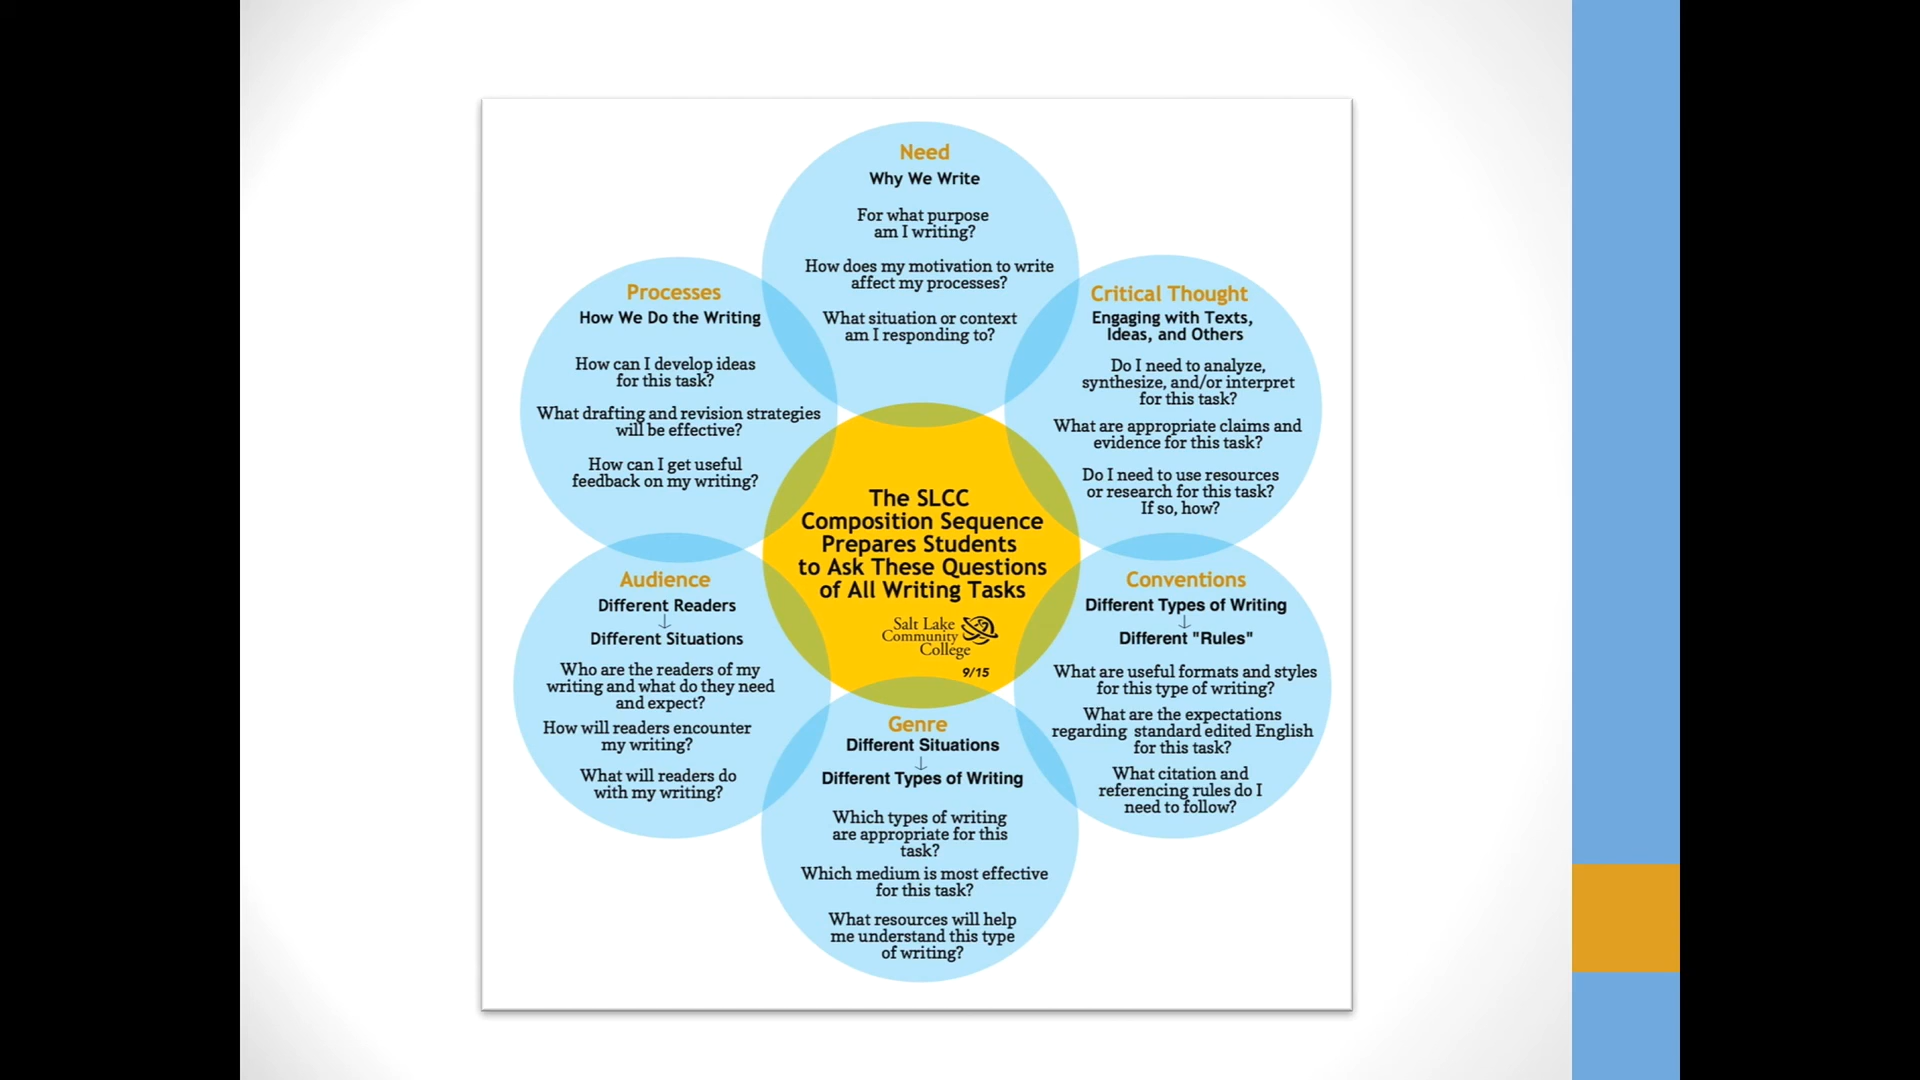 Need
Why We Write
For what purpose
am I writing?
How does my motivation to write
affect my processes?
What situation or context
am I responding to?
Processes
How We Do the Writing
How can I develop ideas
for this task?
What drafting and revision strategies
will be effective?
How can I get useful
feedback on my writing?
Critical Thought
Engaging with Texts,
Ideas, and Others
Do I need to analyze,
synthesize, and/or interpret
for this task?
What are appropriate claims and
evidence for this task?
Do I need to use resources
or research for this task?
If so, how?
The SLCC
Composition Sequence
Prepares Students
to Ask These Questions
of All Writing Tasks
Salt Lake
Community
College
9/15
Audience
Different Readers
↓
Different Situations
Who are the readers of my
writing and what do they need
and expect?
How will readers encounter
my writing?
What will readers do
with my writing?
Conventions
Different Types of Writing
↓
Different "Rules"
What are useful formats and styles
for this type of writing?
What are the expectations
regarding standard edited English
for this task?
What citation and
referencing rules do I
need to follow?
Genre
Different Situations
↓
Different Types of Writing
Which types of writing
are appropriate for this
task?
Which medium is most effective
for this task?
What resources will help
me understand this type
of writing?